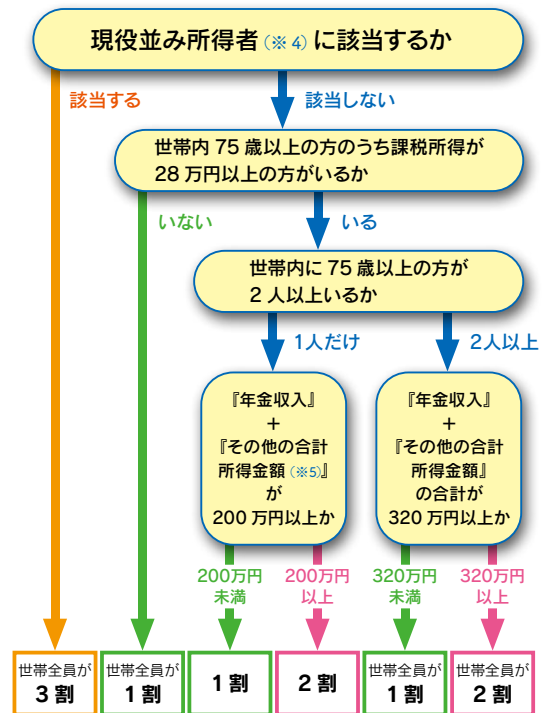 現役並み所得者（※4）に該当するか
該当する
該当しない
世帯内75歳以上の方のうち課税所得が
28万円以上の方がいるか
いない
いる
世帯内に75歳以上の方が
2人以上いるか
1人だけ
2人以上
『年金収入』
+
『その他の合計
所得金額（※5）』
が
200万円以上か
『年金収入』
+
『その他の合計
所得金額』
の合計が
320万円以上か
200万円
未満
200万円
以上
320万円
未満
320万円
以上
世帯全員が
3割
世帯全員が
1割
1割
2割
世帯全員が
1割
世帯全員が
2割